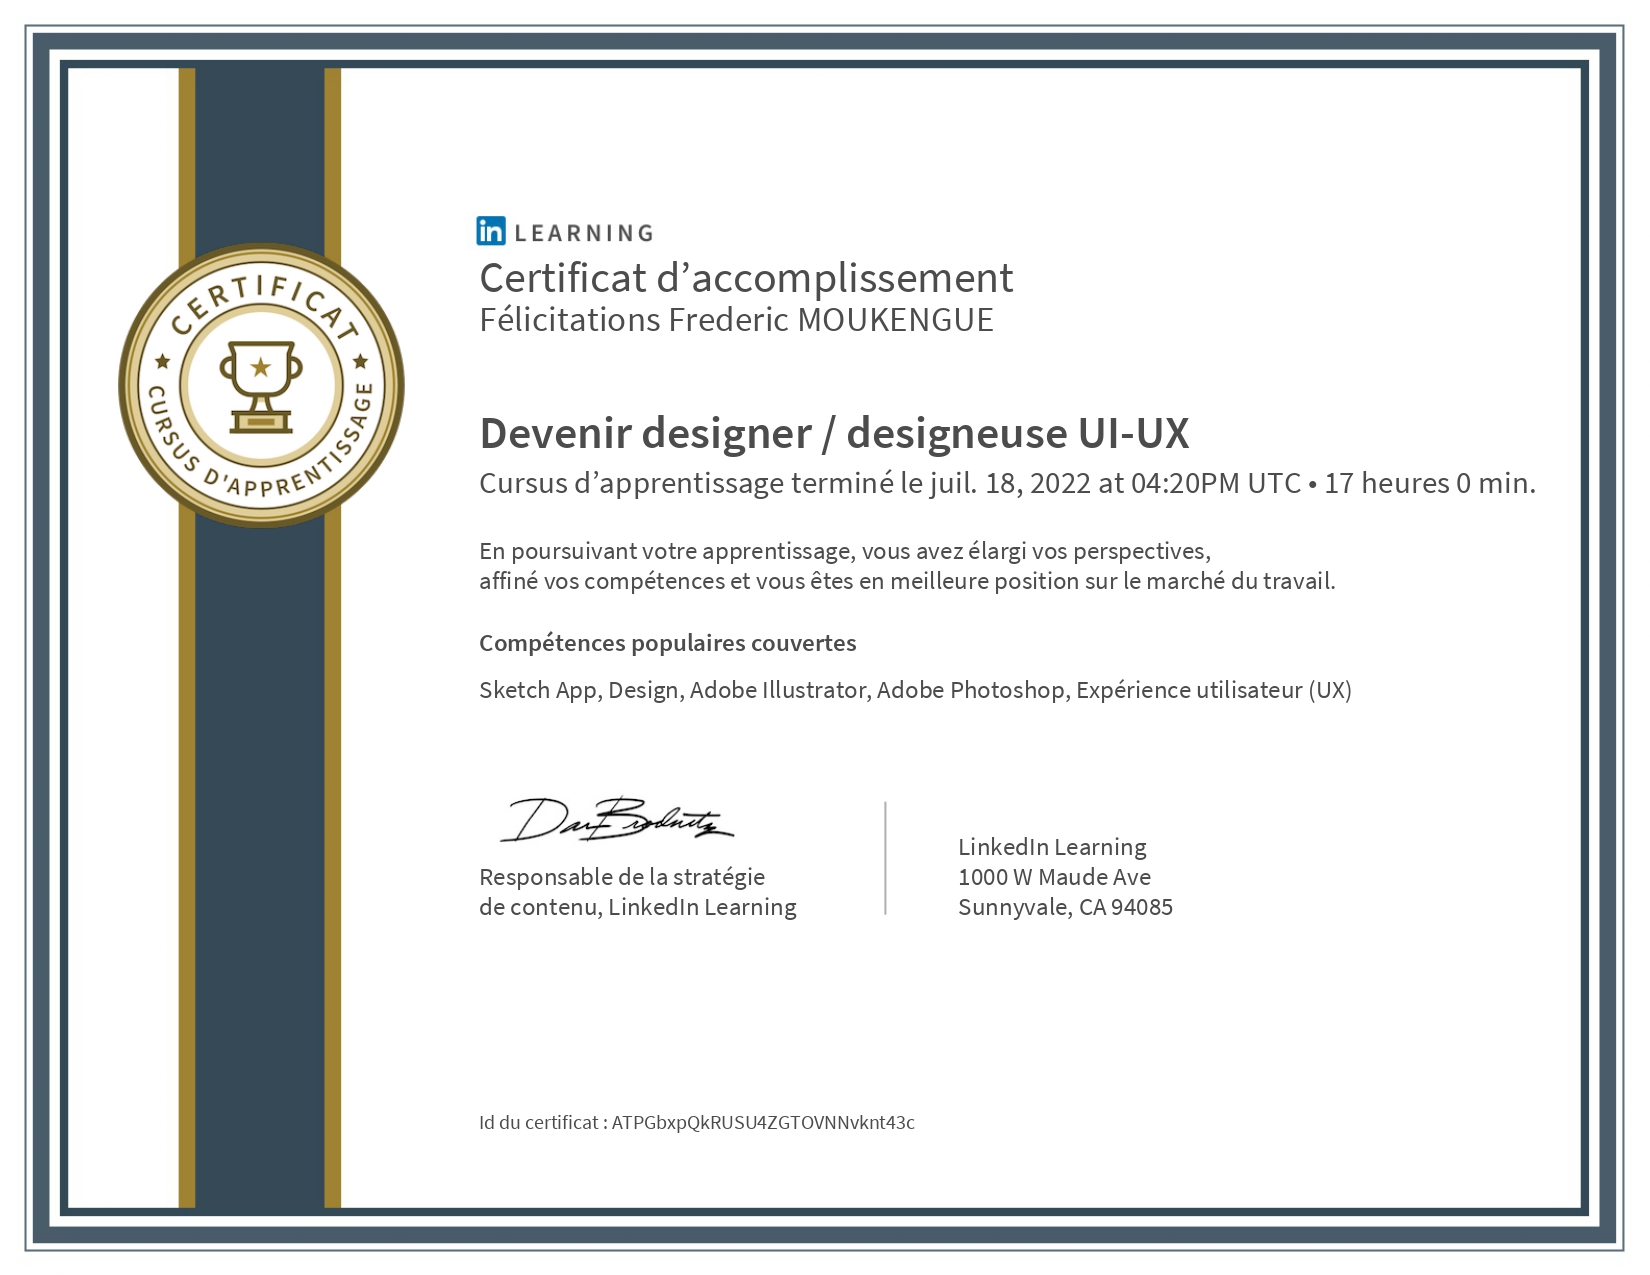 CERTIFICAT
CURSUS D'APPRENTISSAGE
in LEARNING
Certificat d’accomplissement
Félicitations Frederic MOUKENGUE
Devenir designer / designeuse UI-UX
Cursus d’apprentissage terminé le juil. 18, 2022 at 04:20PM UTC • 17 heures 0 min.
En poursuivant votre apprentissage, vous avez élargi vos perspectives,
affiné vos compétences et vous êtes en meilleure position sur le marché du travail.
Compétences populaires couvertes
Sketch App, Design, Adobe Illustrator, Adobe Photoshop, Expérience utilisateur (UX)
Dan Brodnitz
Responsable de la stratégie
de contenu, LinkedIn Learning
LinkedIn Learning
1000 W Maude Ave
Sunnyvale, CA 94085
Id du certificat : ATPGbxpQkRUSU4ZGTOVNNvknt43c